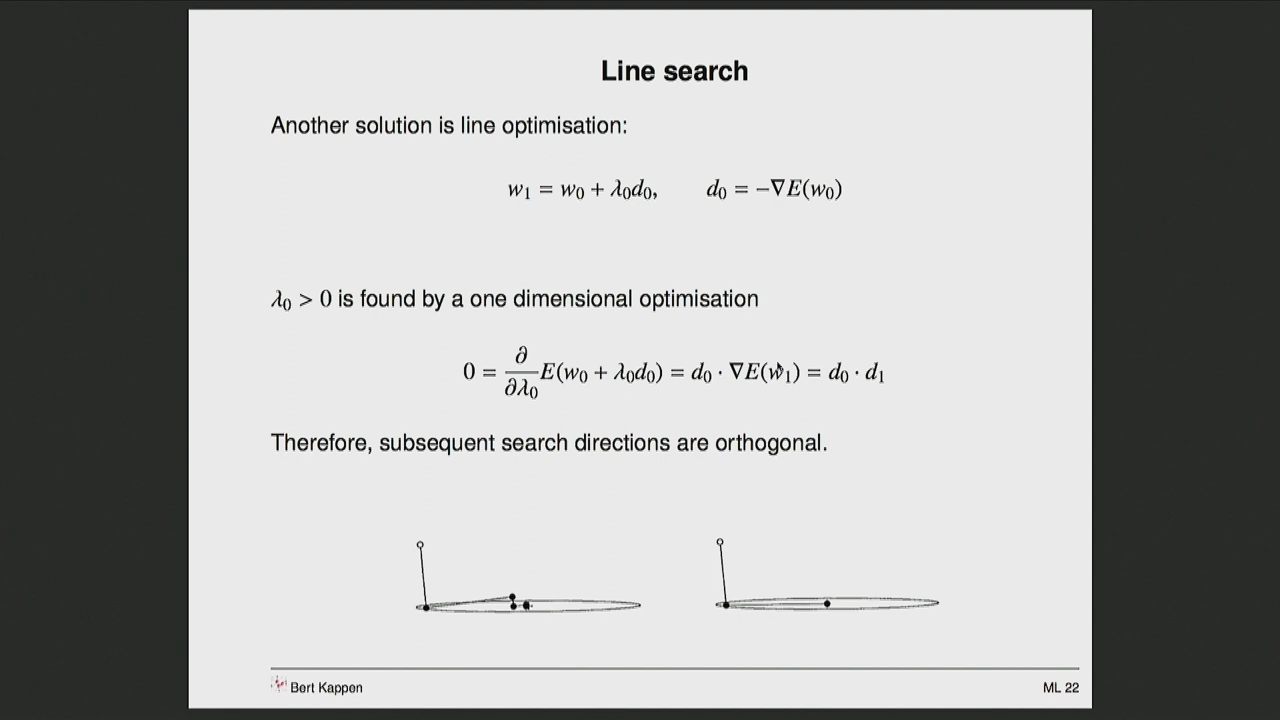 Line search
Another solution is line optimisation:
w₁ = w₀ + λ₀d₀,    d₀ = −∇E(w₀)
λ₀ > 0 is found by a one dimensional optimisation
0 = ∂/∂λ₀ E(w₀ + λ₀d₀) = d₀ · ∇E(w₁) = d₀ · d₁
Therefore, subsequent search directions are orthogonal.
Bert Kappen
ML 22